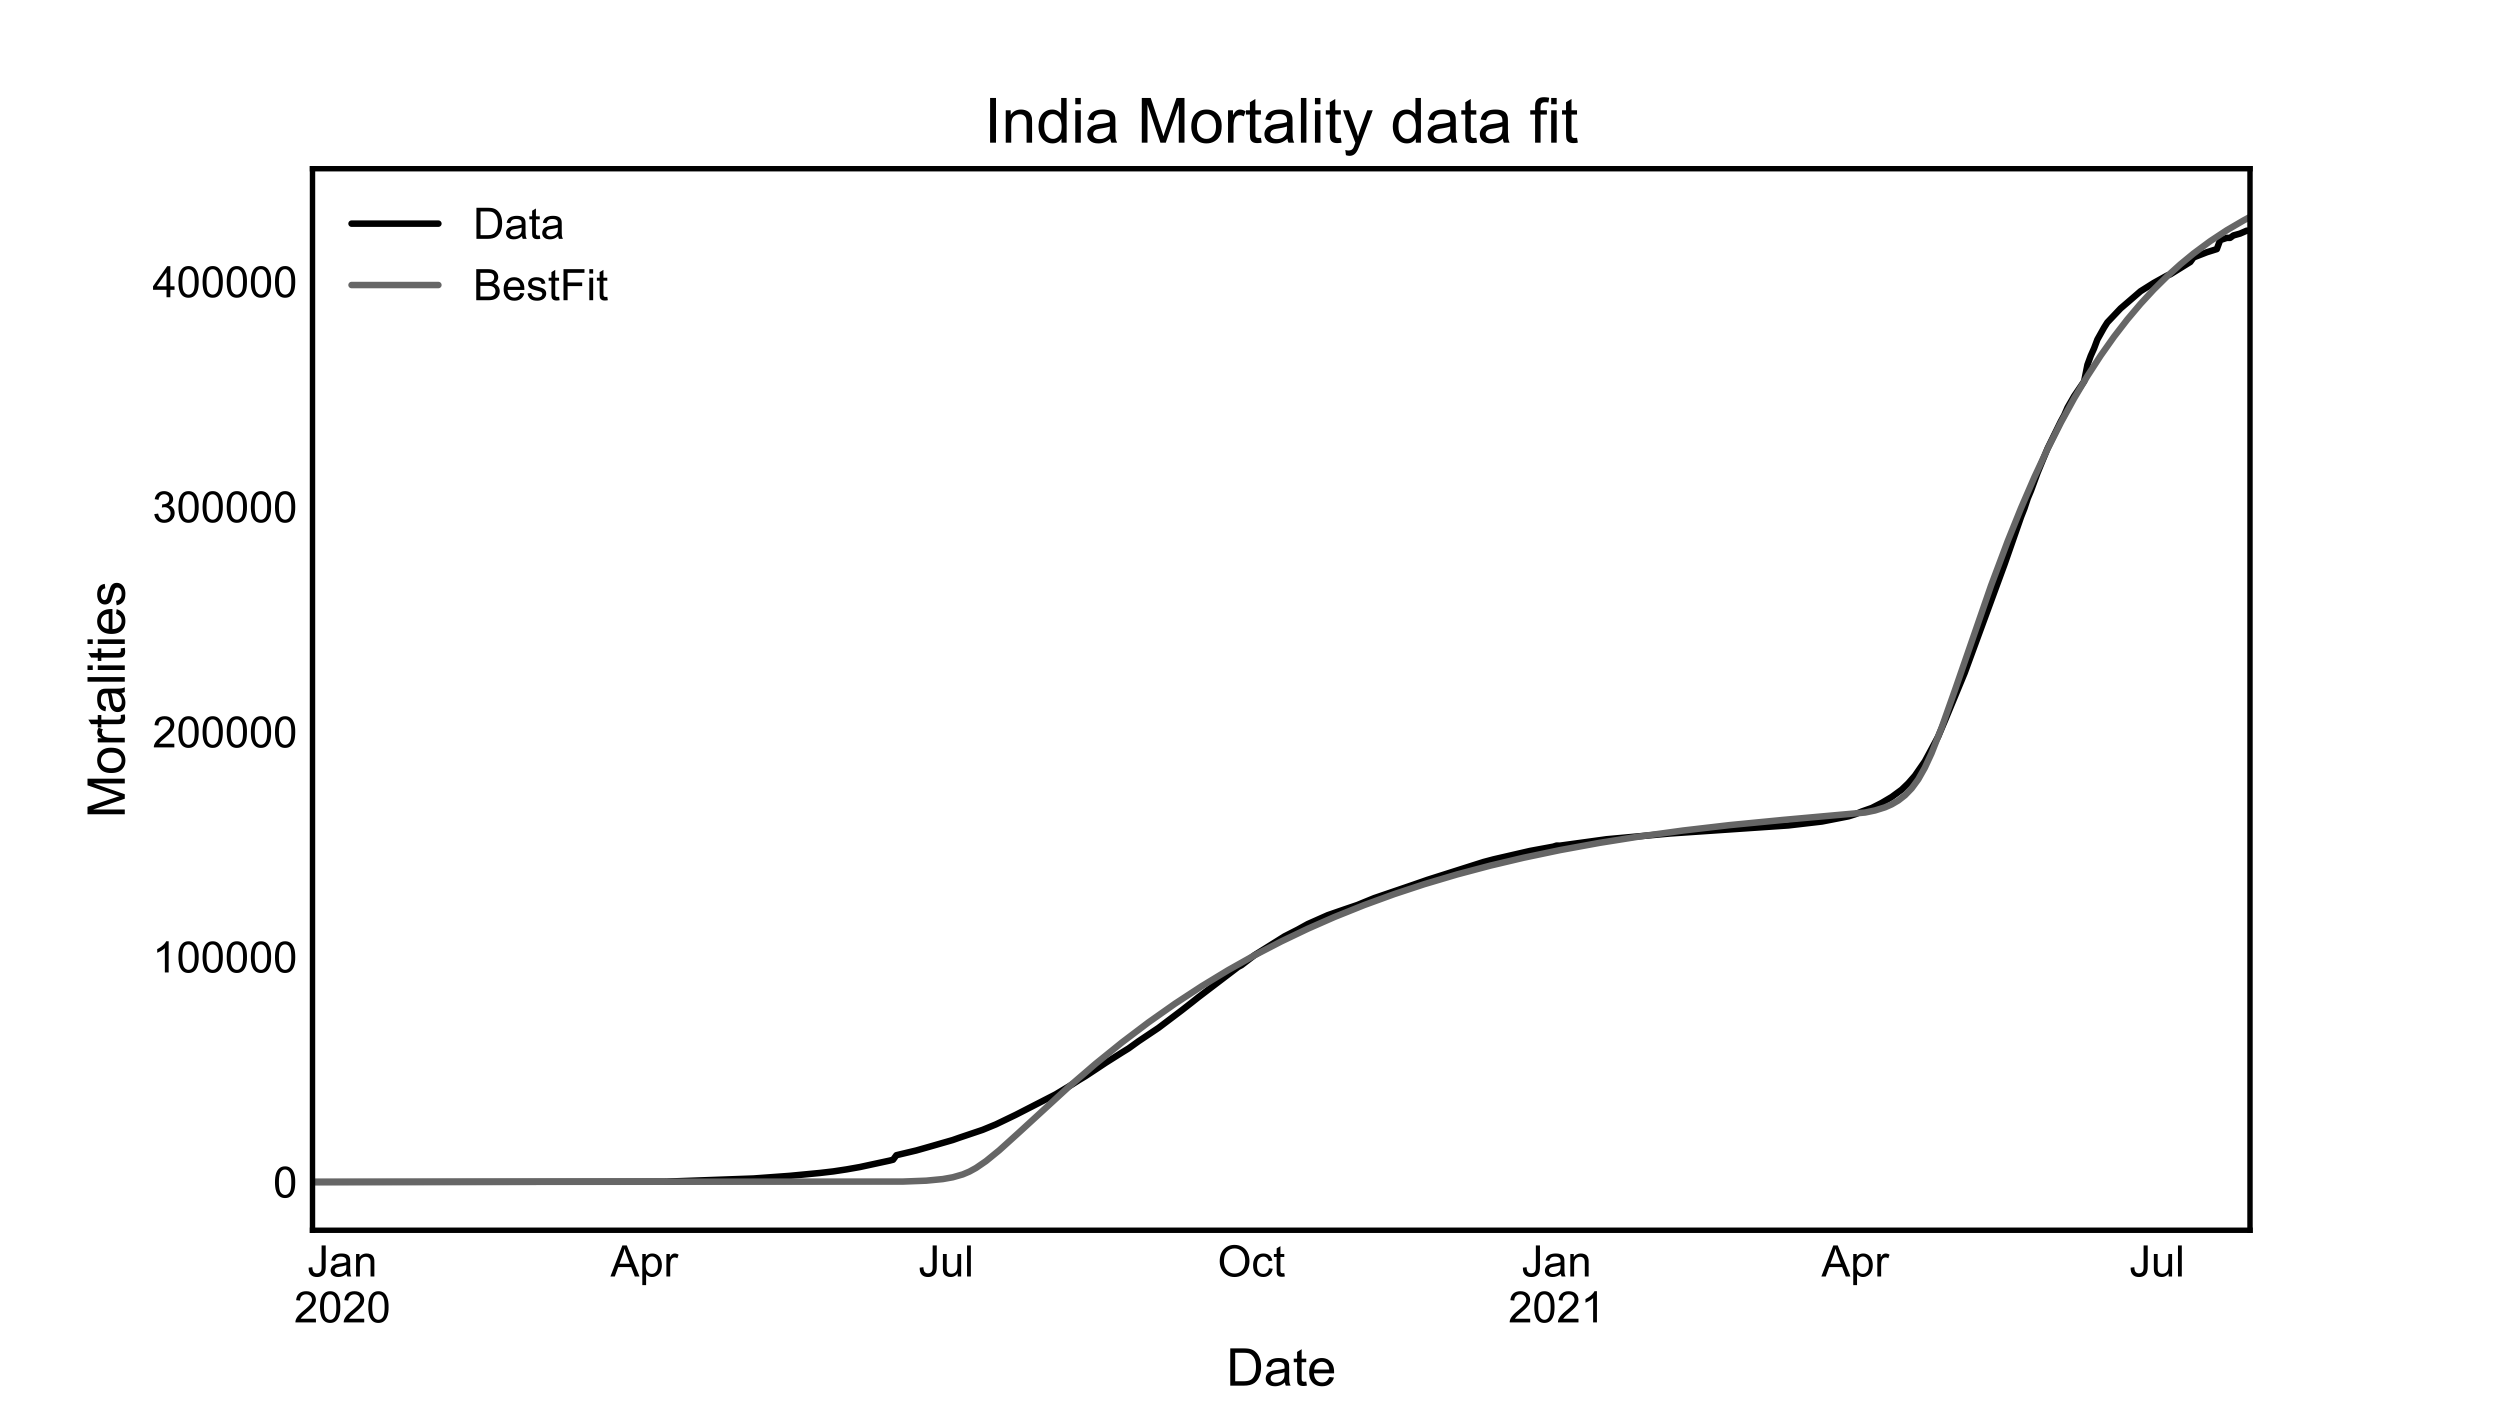 India Mortality data fit
Data
BestFit
400000
300000
200000
100000
0
Mortalities
Jan Apr Jul Oct Jan Apr Jul
2020 2021
Date